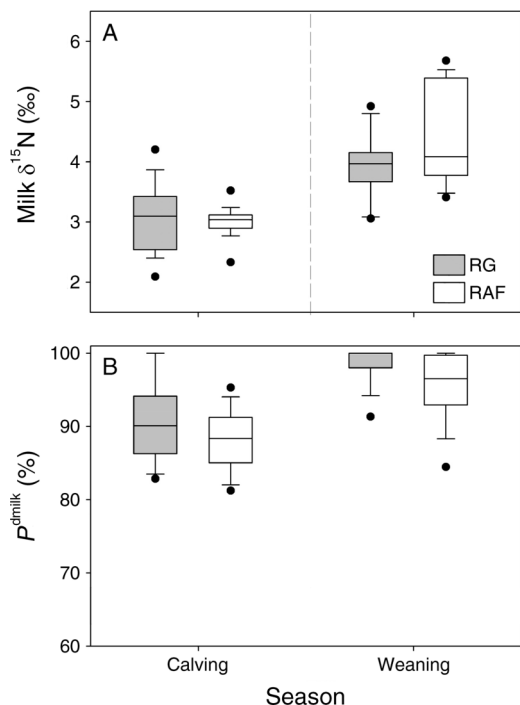 A
6
5
4
3
2
Milk δ¹⁵N (‰)
RG
RAF
B
100
90
80
70
60
Pᵈᵐⁱˡᵏ (%)
Calving
Weaning
Season